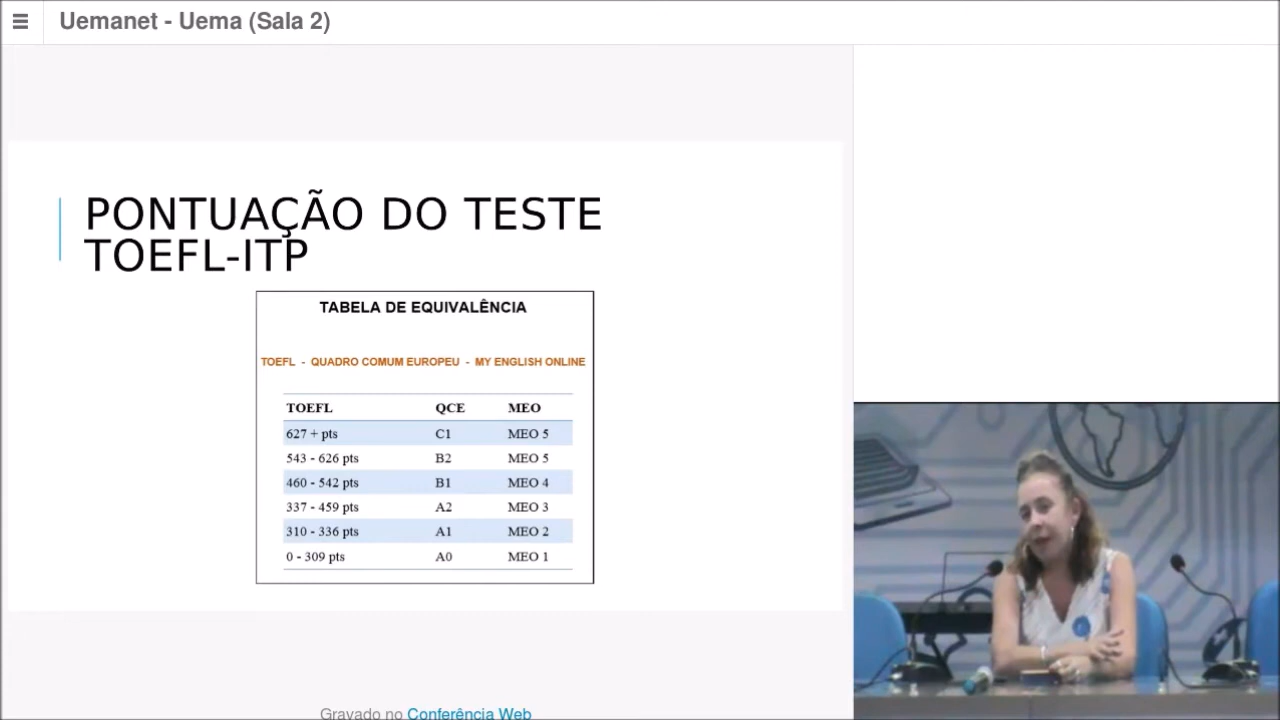 Uemanet - Uema (Sala 2)
PONTUAÇÃO DO TESTE
TOEFL-ITP
TABELA DE EQUIVALÊNCIA
TOEFL - QUADRO COMUM EUROPEU - MY ENGLISH ONLINE
TOEFL QCE MEO
627 + pts C1 MEO 5
543 - 626 pts B2 MEO 5
460 - 542 pts B1 MEO 4
337 - 459 pts A2 MEO 3
310 - 336 pts A1 MEO 2
0 - 309 pts A0 MEO 1
Gravado no Conferência Web